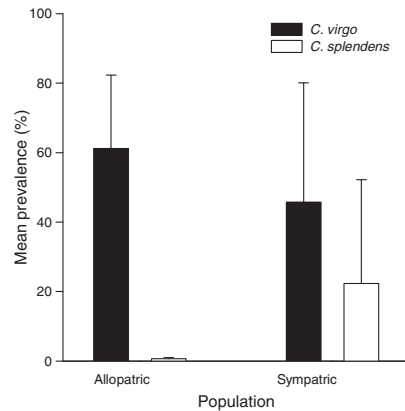 100
80
60
40
20
0
Mean prevalence (%)
C. virgo
C. splendens
Allopatric
Sympatric
Population